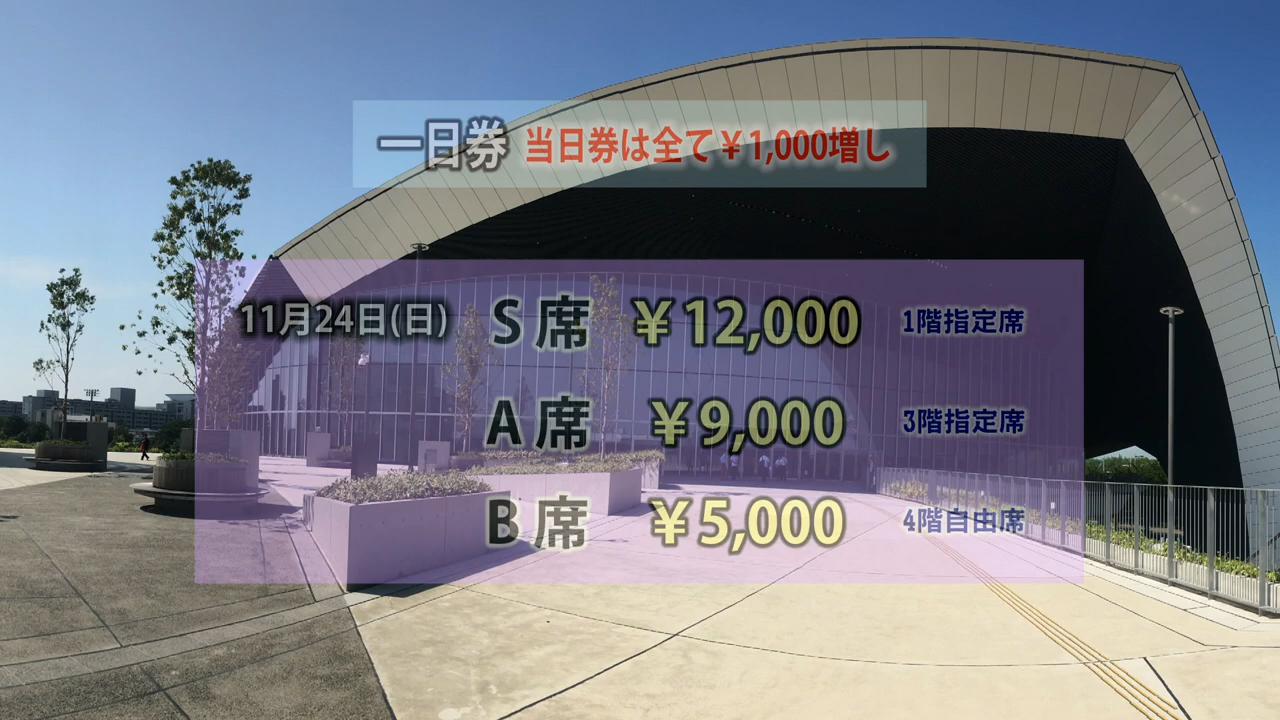 一日券 当日券は全て￥1,000増し
11月24日(日) S席 ￥12,000 1階指定席
A席 ￥9,000 3階指定席
B席 ￥5,000 4階自由席